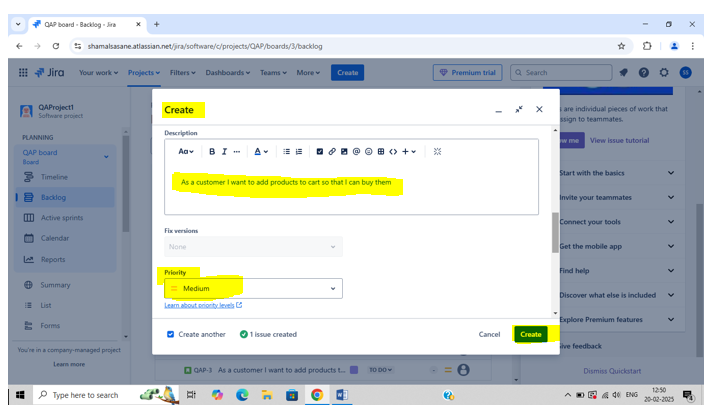 QAP board - Backlog - Jira
shamalsasane.atlassian.net/jira/software/c/projects/QAP/boards/3/backlog
Jira Your work Projects Filters Dashboards Teams More Create Premium trial Search SS
QAProject1
Software project
PLANNING
QAP board
Board
Timeline
Backlog
Active sprints
Calendar
Reports
Summary
List
Forms
You're in a company-managed project
Learn more
Create
Description
Aa B I ... A
As a customer I want to add products to cart so that I can buy them
Fix versions
None
Priority
Medium
Learn about priority levels
Create another 1 issue created Cancel Create
QAP-3 As a customer I want to add products t... TO DO
s are individual pieces of work that
ssign to teammates.
ow me View issue tutorial
Start with the basics
Invite your teammates
Connect your tools
Get the mobile app
Find help
Discover what else is included
Explore Premium features
Give feedback
Dismiss Quickstart
Type here to search
ENG
12:50
20-02-2025
4